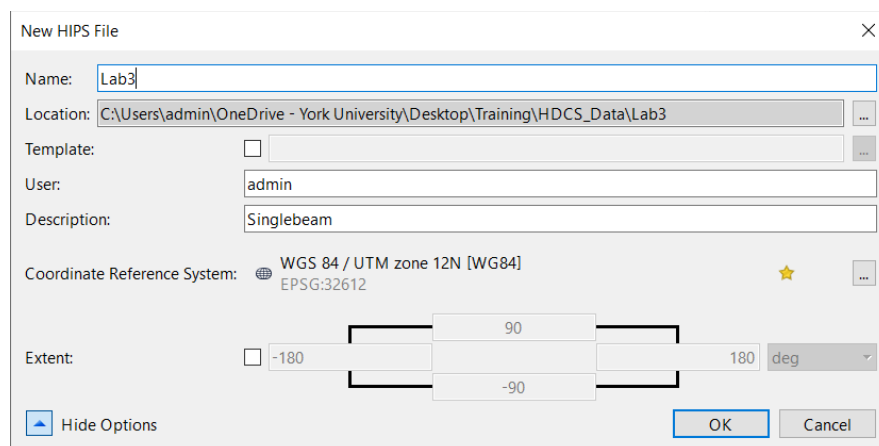 New HIPS File
Name: Lab3
Location: C:\Users\admin\OneDrive - York University\Desktop\Training\HDCS_Data\Lab3 ...
Template: ...
User: admin
Description: Singlebeam
Coordinate Reference System: WGS 84 / UTM zone 12N [WG84] ...
EPSG:32612
90
Extent: -180 180 deg
-90
Hide Options OK Cancel